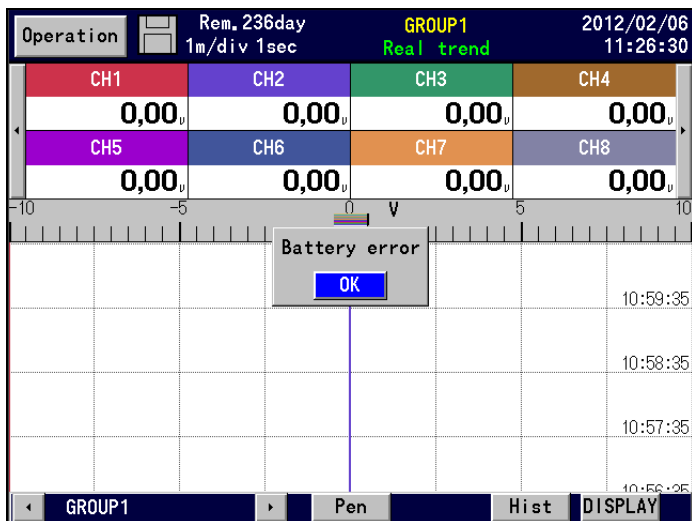 Operation
Rem.236day
1m/div 1sec
GROUP1
Real trend
2012/02/06
11:26:30
CH1 CH2 CH3 CH4
0,00 V 0,00 V 0,00 V 0,00 V
CH5 CH6 CH7 CH8
0,00 V 0,00 V 0,00 V 0,00 V
-10 -5 0 V 5 10
Battery error
OK
10:59:35
10:58:35
10:57:35
10:56:35
GROUP1 Pen Hist DISPLAY